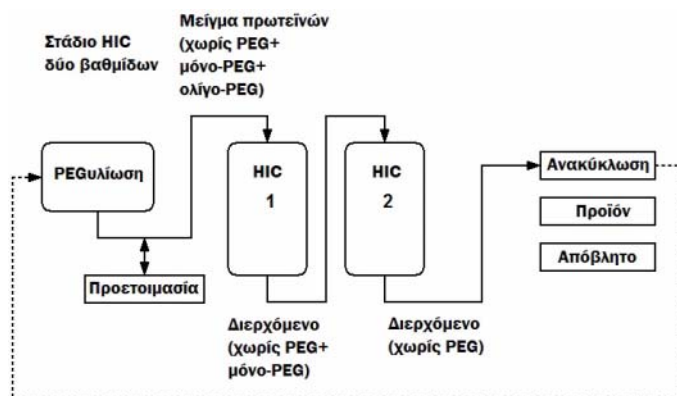 Στάδιο HIC
δύο βαθμίδων
Μείγμα πρωτεϊνών
(χωρίς PEG+
μόνο-PEG+
ολίγο-PEG)
PEGυλίωση
HIC
1
HIC
2
Ανακύκλωση
Προϊόν
Απόβλητο
Προετοιμασία
Διερχόμενο
(χωρίς PEG+
μόνο-PEG)
Διερχόμενο
(χωρίς PEG)